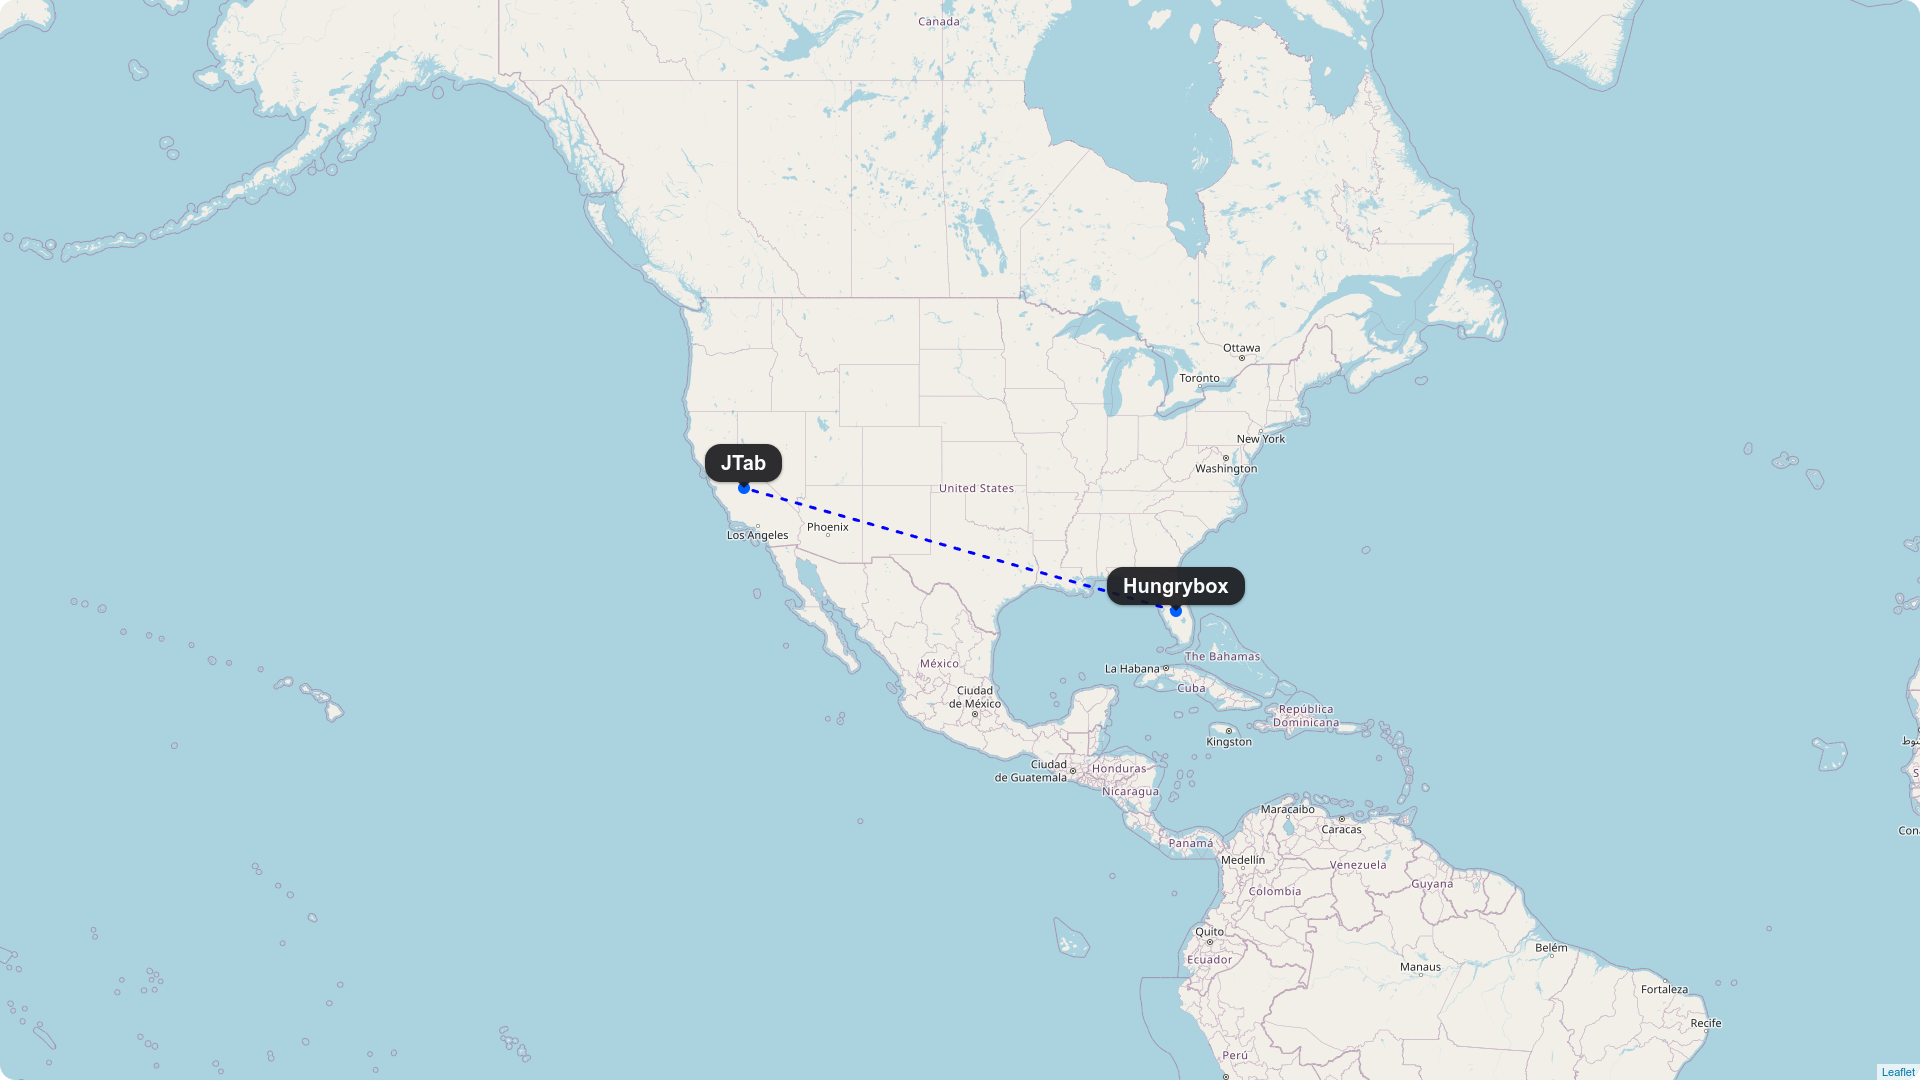 Canada
Ottawa
Toronto
New York
Washington
JTab
United States
Phoenix
Los Angeles
Hungrybox
The Bahamas
La Habana
México
Cuba
Ciudad
de México
República
Dominicana
Kingston
Ciudad
de Guatemala
Honduras
Nicaragua
Maracaibo
Caracas
Panamá
Medellín
Venezuela
Guyana
Colombia
Quito
Ecuador
Belém
Manaus
Fortaleza
Recife
Perú
Con
S
Leaflet